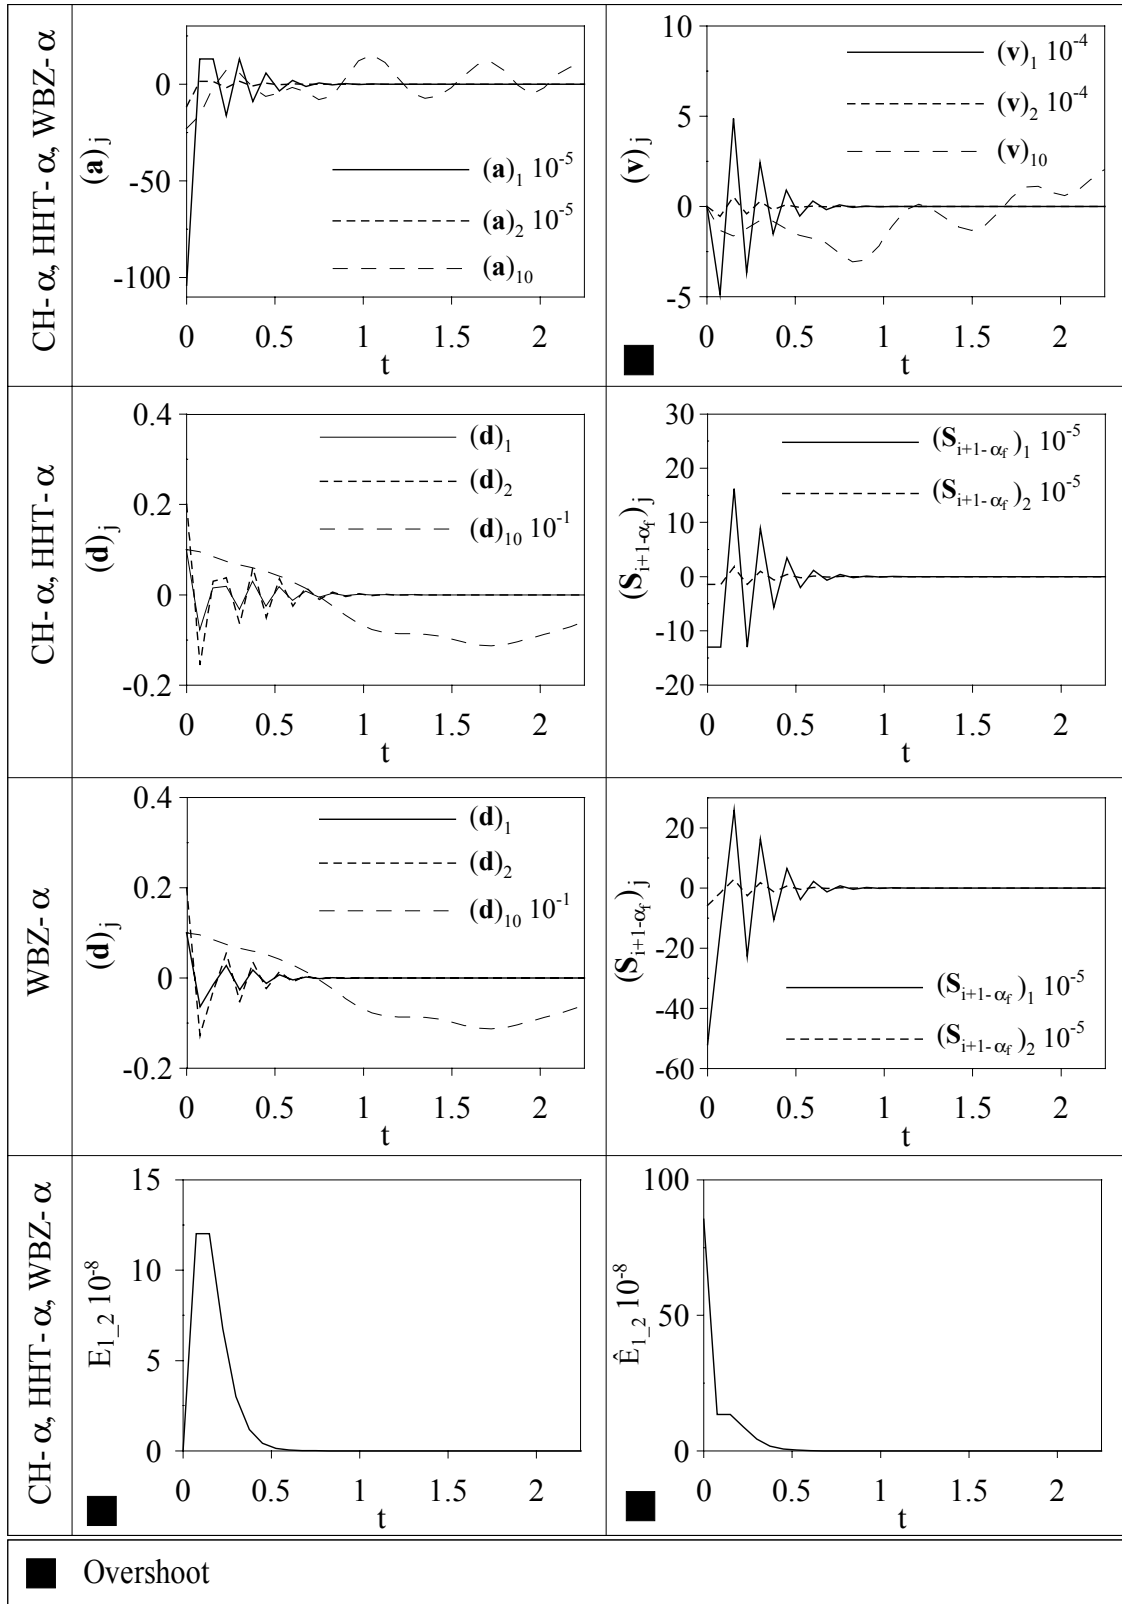 CH- α, HHT- α, WBZ- α
(a)j
0
-50
-100
(a)1 10-5
(a)2 10-5
(a)10
0 0.5 1 1.5 2
t
(v)j
10
5
0
-5
(v)1 10-4
(v)2 10-4
(v)10
0 0.5 1 1.5 2
t
CH- α, HHT- α
(d)j
0.4
0.2
0
-0.2
(d)1
(d)2
(d)10 10-1
0 0.5 1 1.5 2
t
(Si+1-αf)j
30
20
10
0
-10
-20
(Si+1-αf)1 10-5
(Si+1-αf)2 10-5
0 0.5 1 1.5 2
t
WBZ- α
(d)j
0.4
0.2
0
-0.2
(d)1
(d)2
(d)10 10-1
0 0.5 1 1.5 2
t
(Si+1-αf)j
20
0
-20
-40
-60
(Si+1-αf)1 10-5
(Si+1-αf)2 10-5
0 0.5 1 1.5 2
t
CH- α, HHT- α, WBZ- α
E1_2 10-8
15
10
5
0
0 0.5 1 1.5 2
t
Ê1_2 10-8
100
50
0
0 0.5 1 1.5 2
t
Overshoot